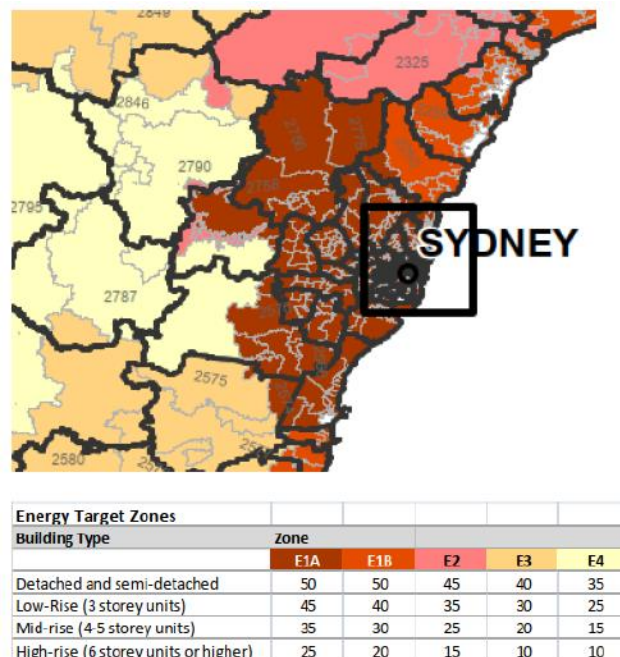 2849
2325
2846
2790
2795
2787
2575
2580
SYDNEY
Energy Target Zones
Building Type Zone
E1A E1B E2 E3 E4
Detached and semi-detached 50 50 45 40 35
Low-Rise (3 storey units) 45 40 35 30 25
Mid-rise (4-5 storey units) 35 30 25 20 15
High-rise (6 storey units or higher) 25 20 15 10 10